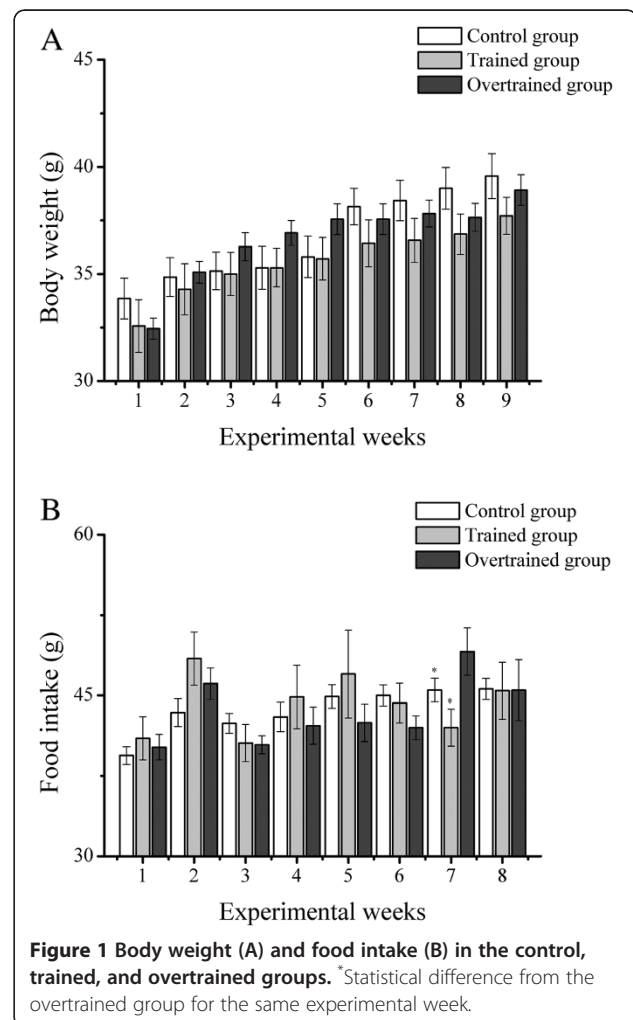 A
Control group
Trained group
Overtrained group
45
40
35
30
Body weight (g)
1 2 3 4 5 6 7 8 9
Experimental weeks
B
Control group
Trained group
Overtrained group
60
45
30
Food intake (g)
* *
1 2 3 4 5 6 7 8
Experimental weeks
Figure 1 Body weight (A) and food intake (B) in the control,
trained, and overtrained groups. *Statistical difference from the
overtrained group for the same experimental week.